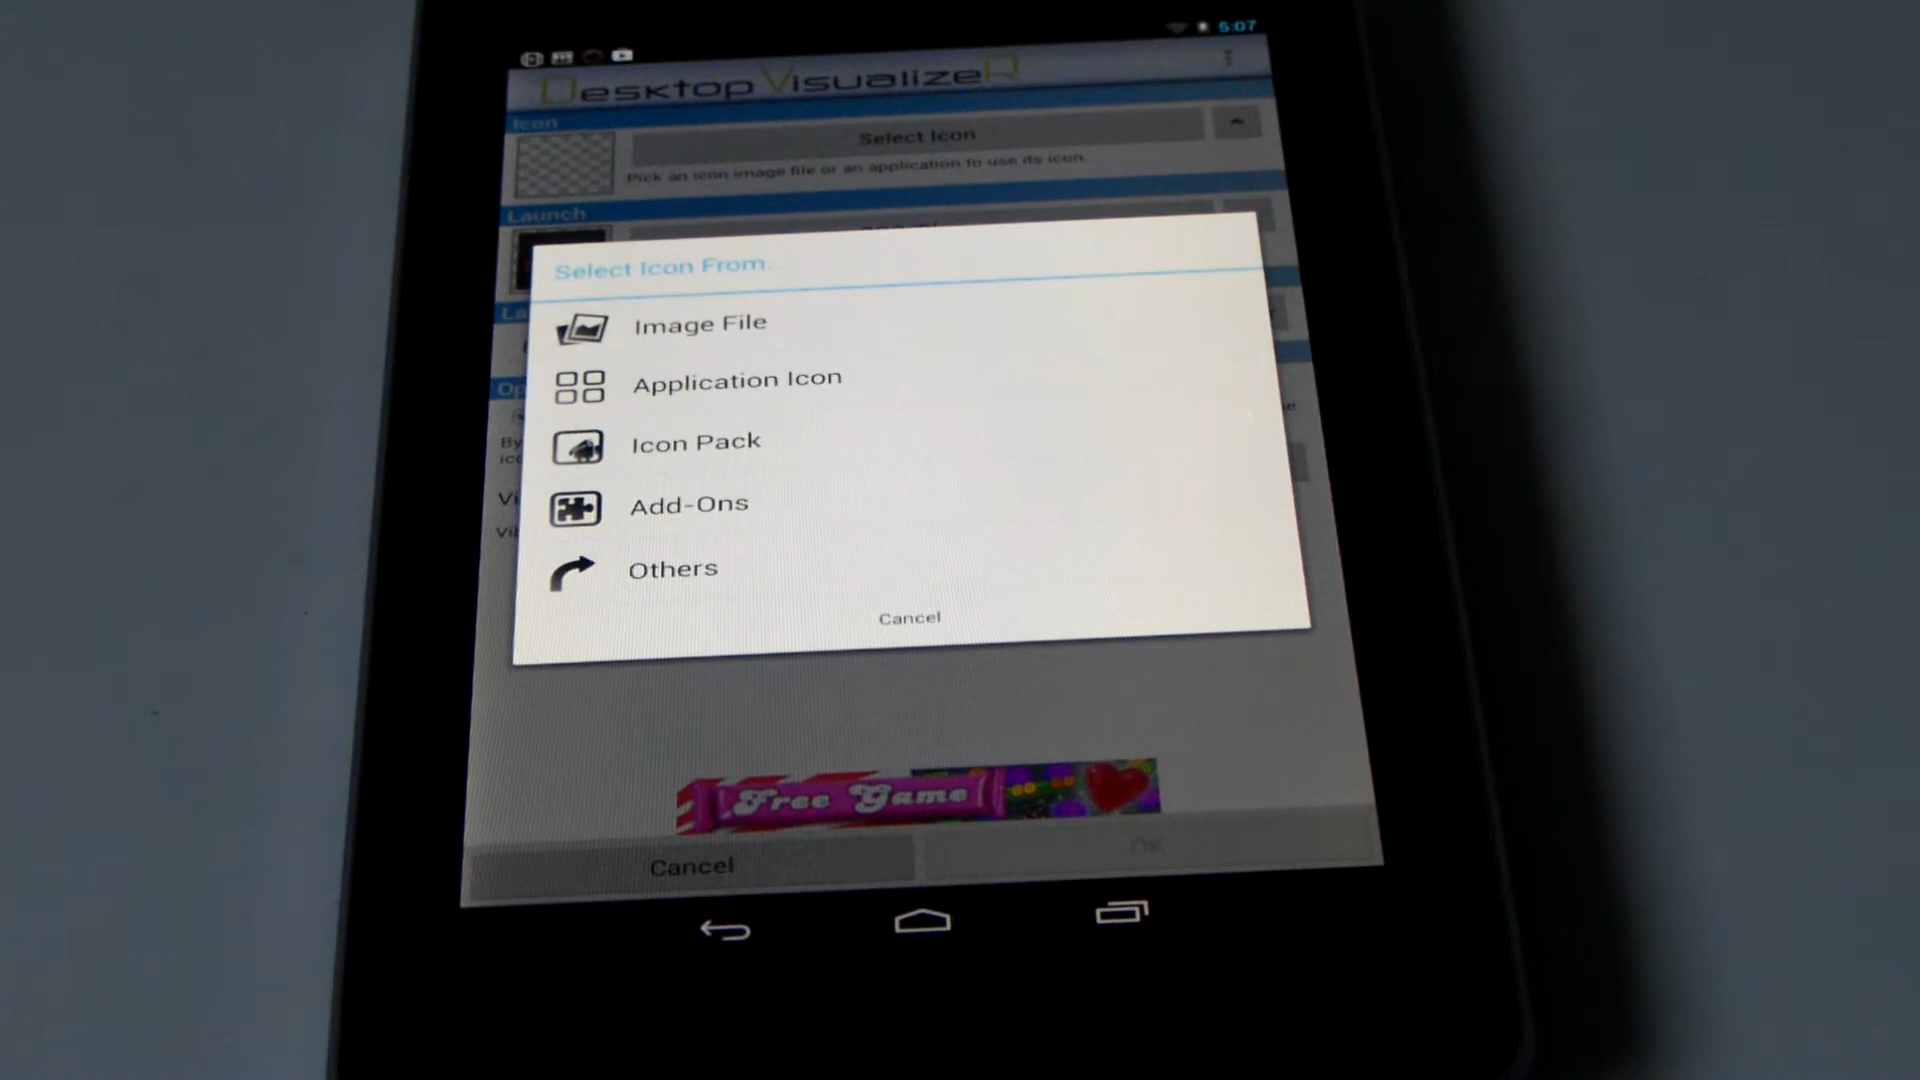 5:07
Desktop VisualizeR
Icon
Select Icon
Pick an icon image file or an application to use its icon.
Launch
Select Icon From...
Image File
Application Icon
Icon Pack
Add-Ons
Others
Cancel
By
Free Game
Cancel
OK